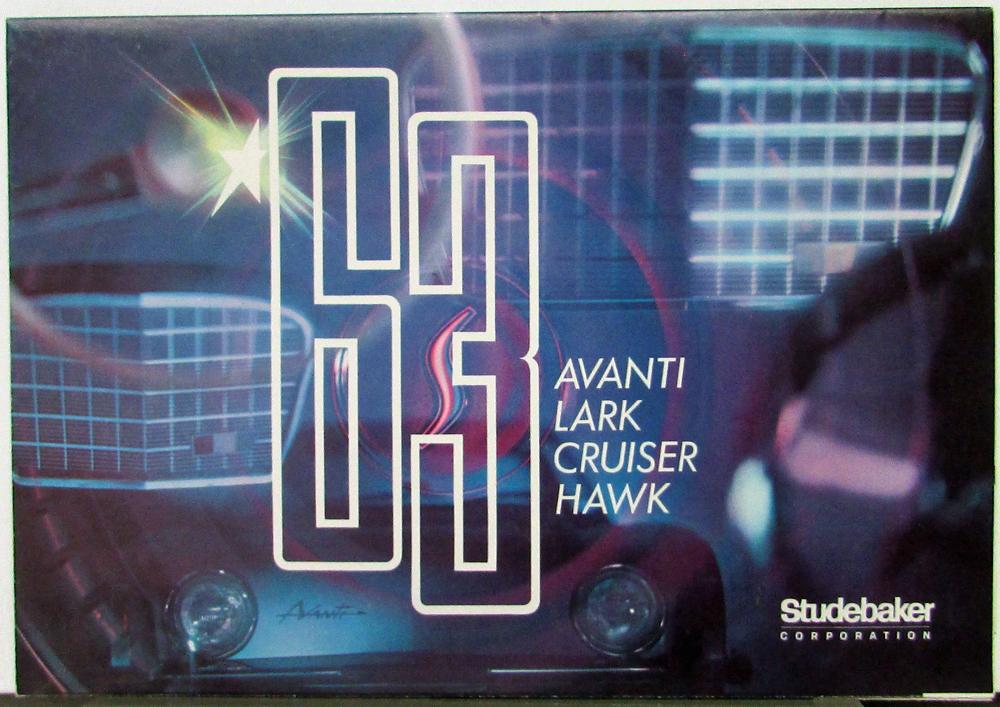 63
AVANTI
LARK
CRUISER
HAWK
Avanti
Studebaker
CORPORATION